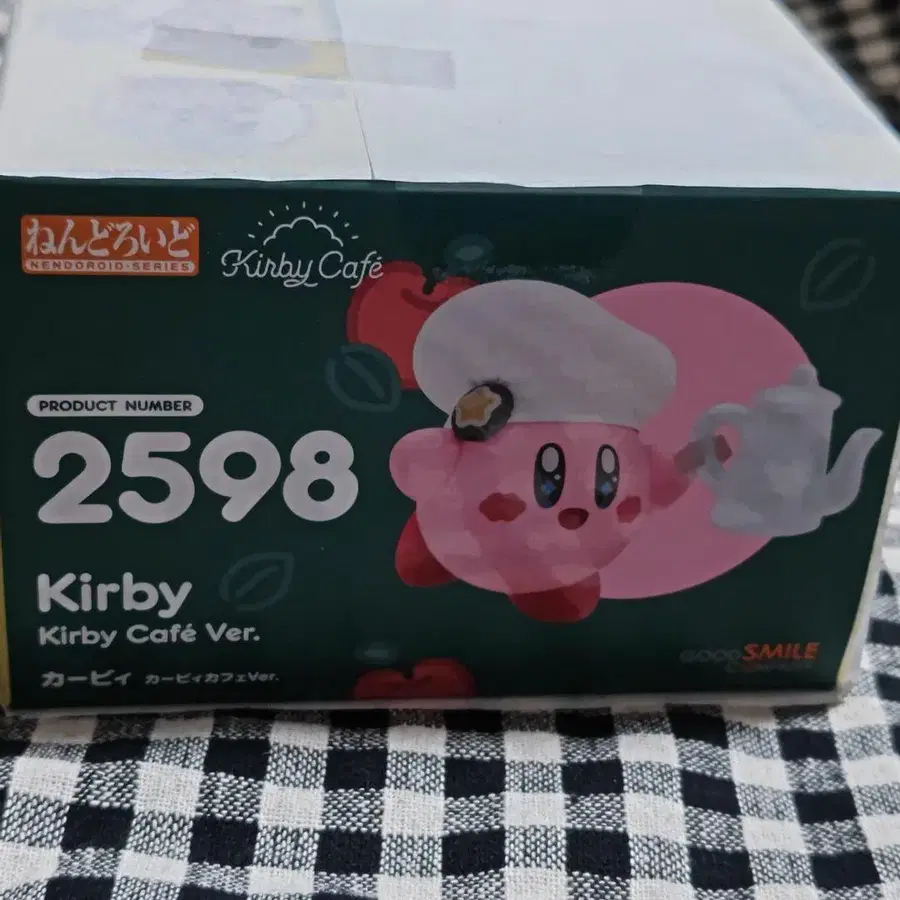 ねんどろいど
NENDOROID·SERIES
Kirby Café
PRODUCT NUMBER
2598
Kirby
Kirby Café Ver.
カービィ カービィカフェVer.
GOOD SMILE